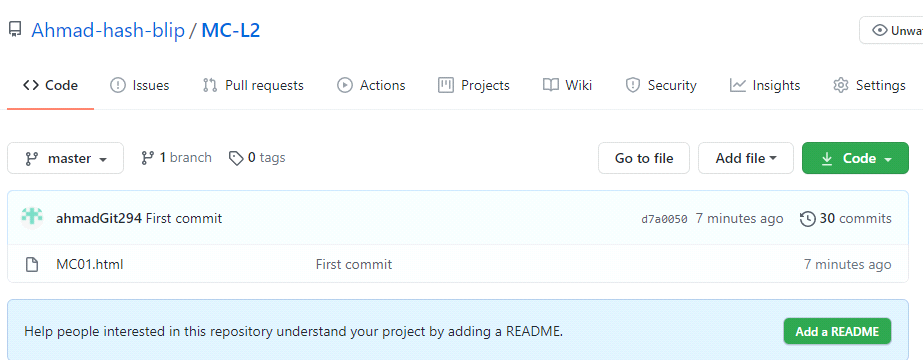 Ahmad-hash-blip / MC-L2
Code Issues Pull requests Actions Projects Wiki Security Insights Settings
master 1 branch 0 tags Go to file Add file Code
ahmadGit294 First commit d7a0050 7 minutes ago 30 commits
MC01.html First commit 7 minutes ago
Help people interested in this repository understand your project by adding a README. Add a README